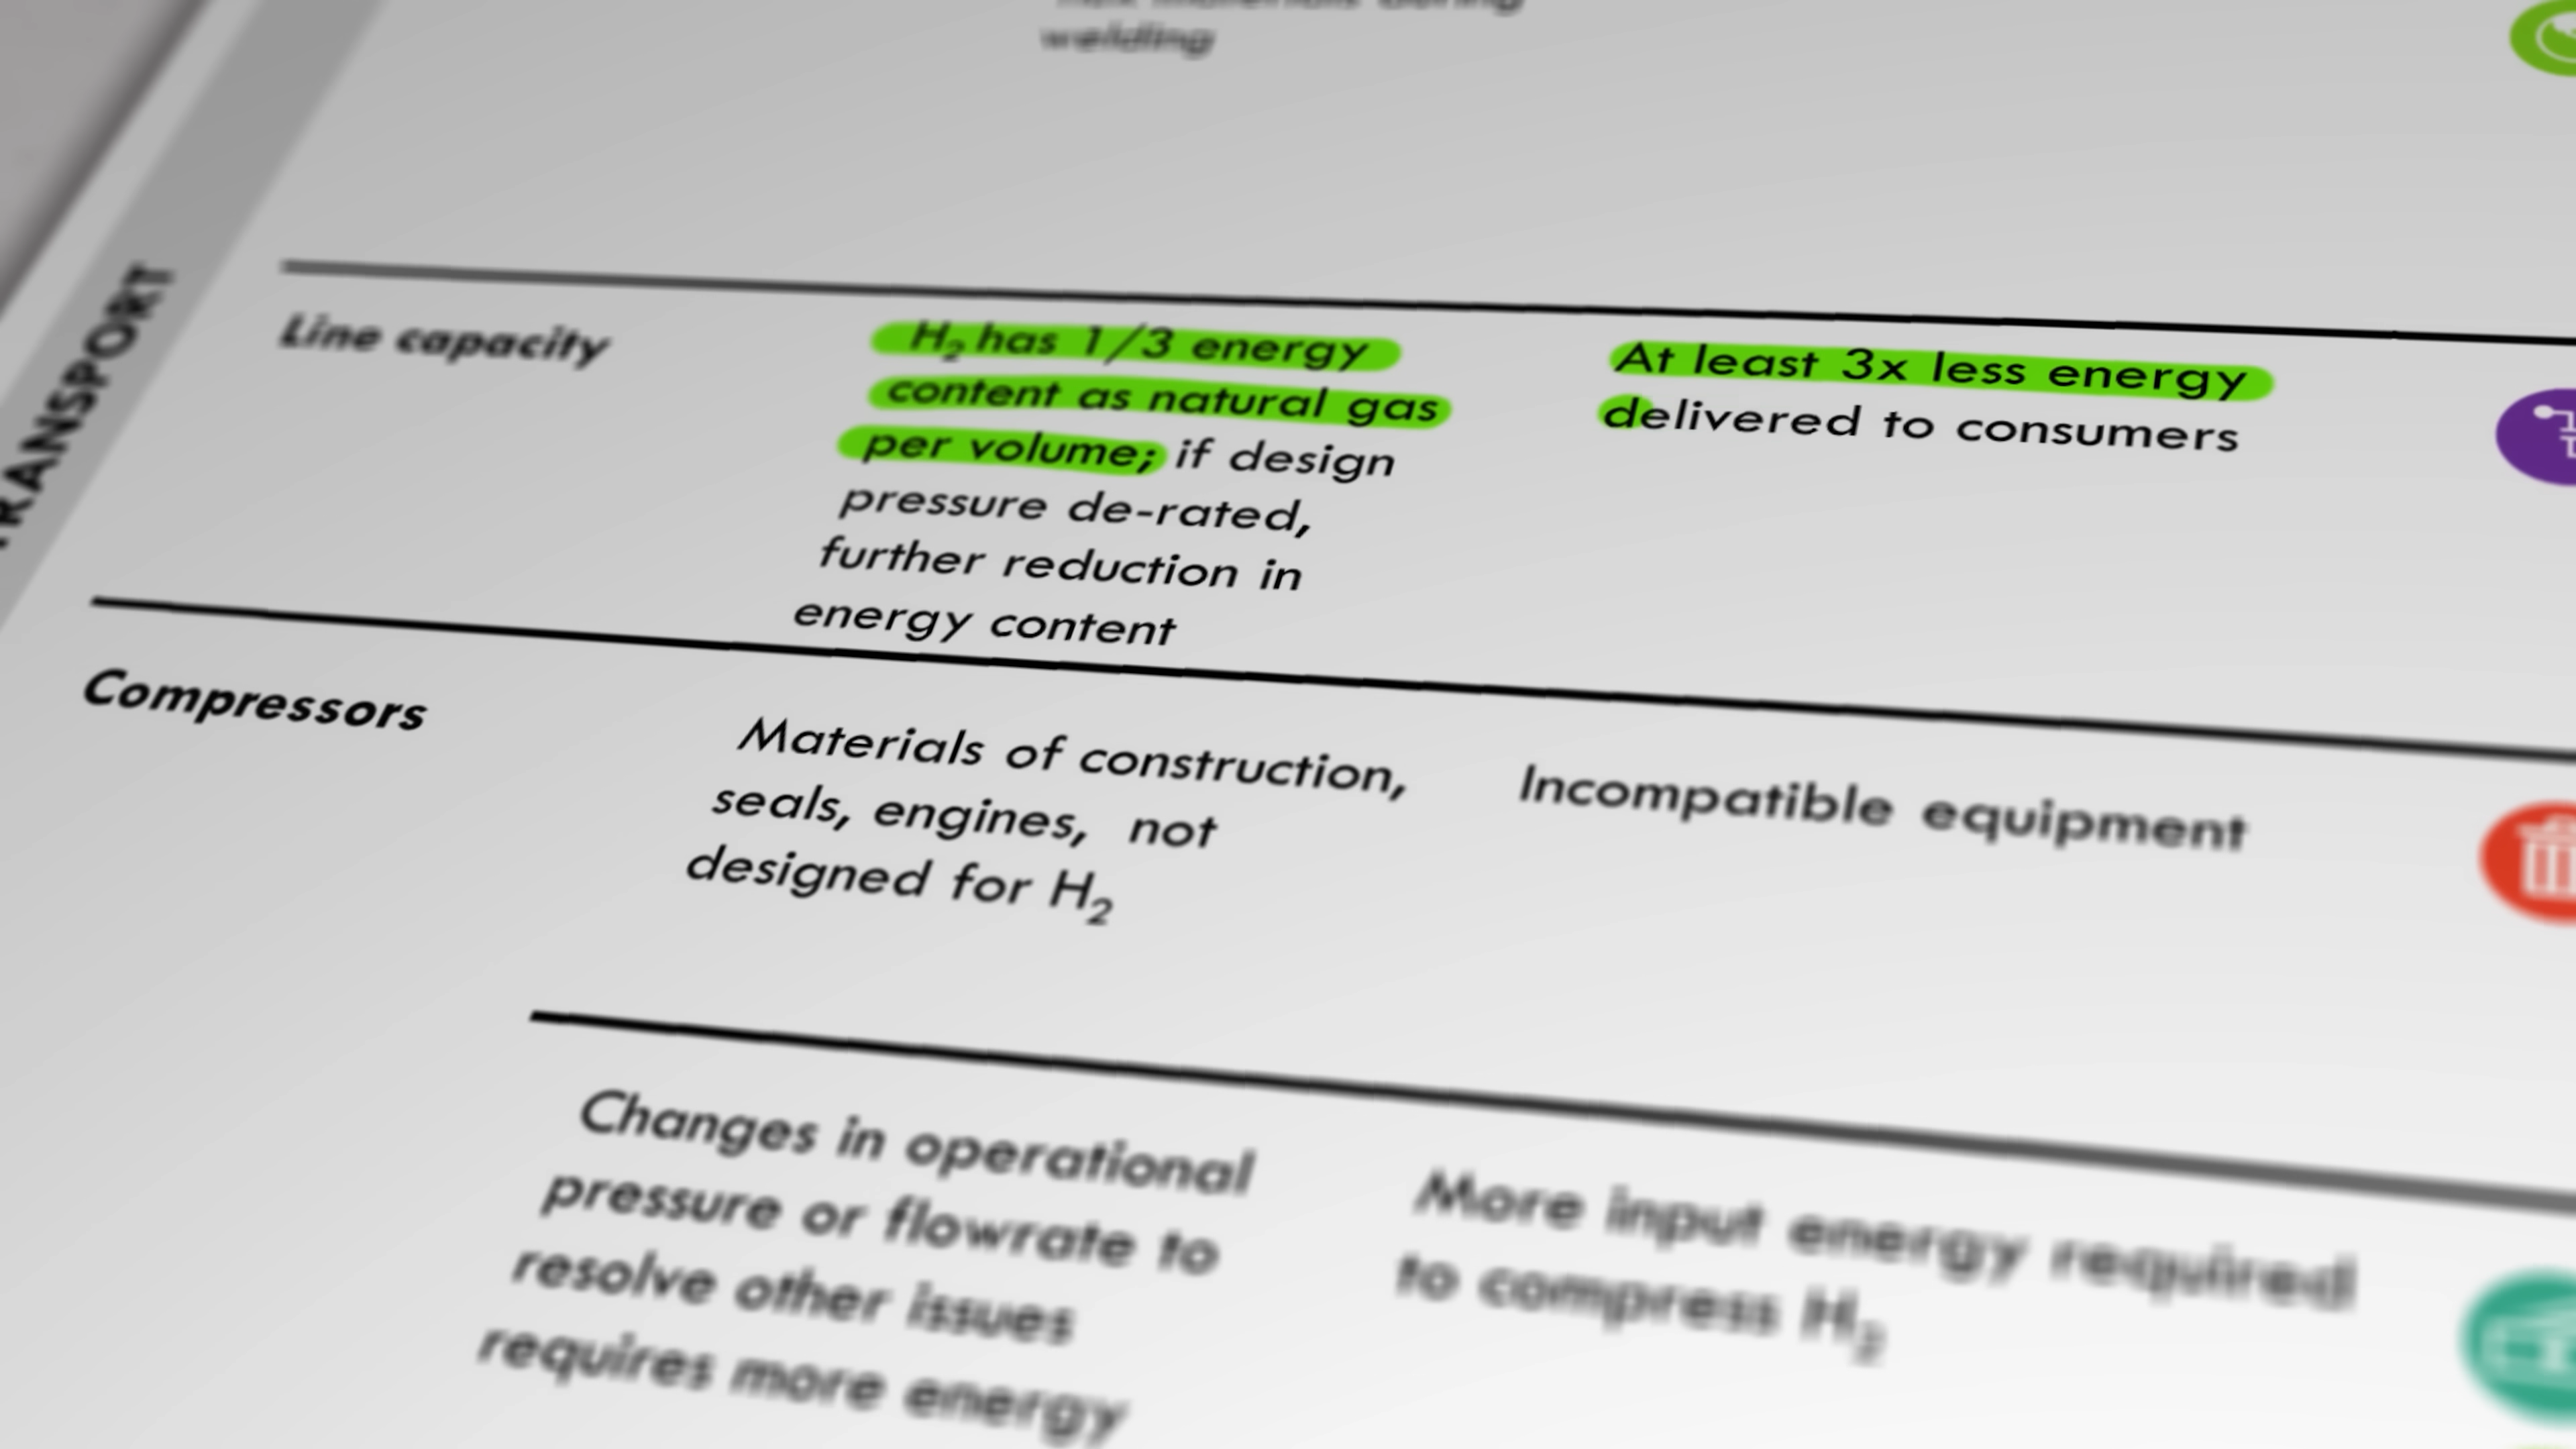 materials during
welding
TRANSPORT
Line capacity
H₂ has 1/3 energy
content as natural gas
per volume; if design
pressure de-rated,
further reduction in
energy content
At least 3x less energy
delivered to consumers
Compressors
Materials of construction,
seals, engines, not
designed for H₂
Incompatible equipment
Changes in operational
pressure or flowrate to
resolve other issues
requires more energy
More input energy required
to compress H₂